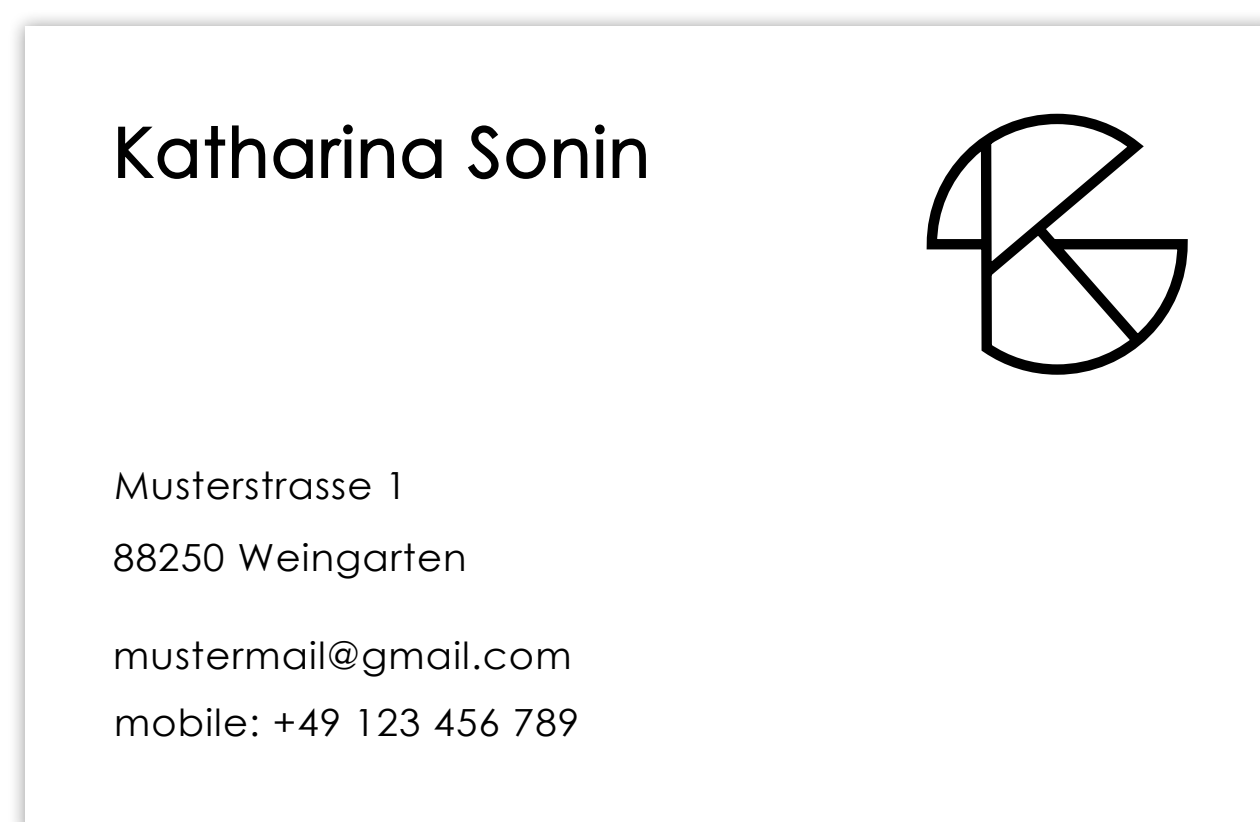 Katharina Sonin
Musterstrasse 1
88250 Weingarten
mustermail@gmail.com
mobile: +49 123 456 789